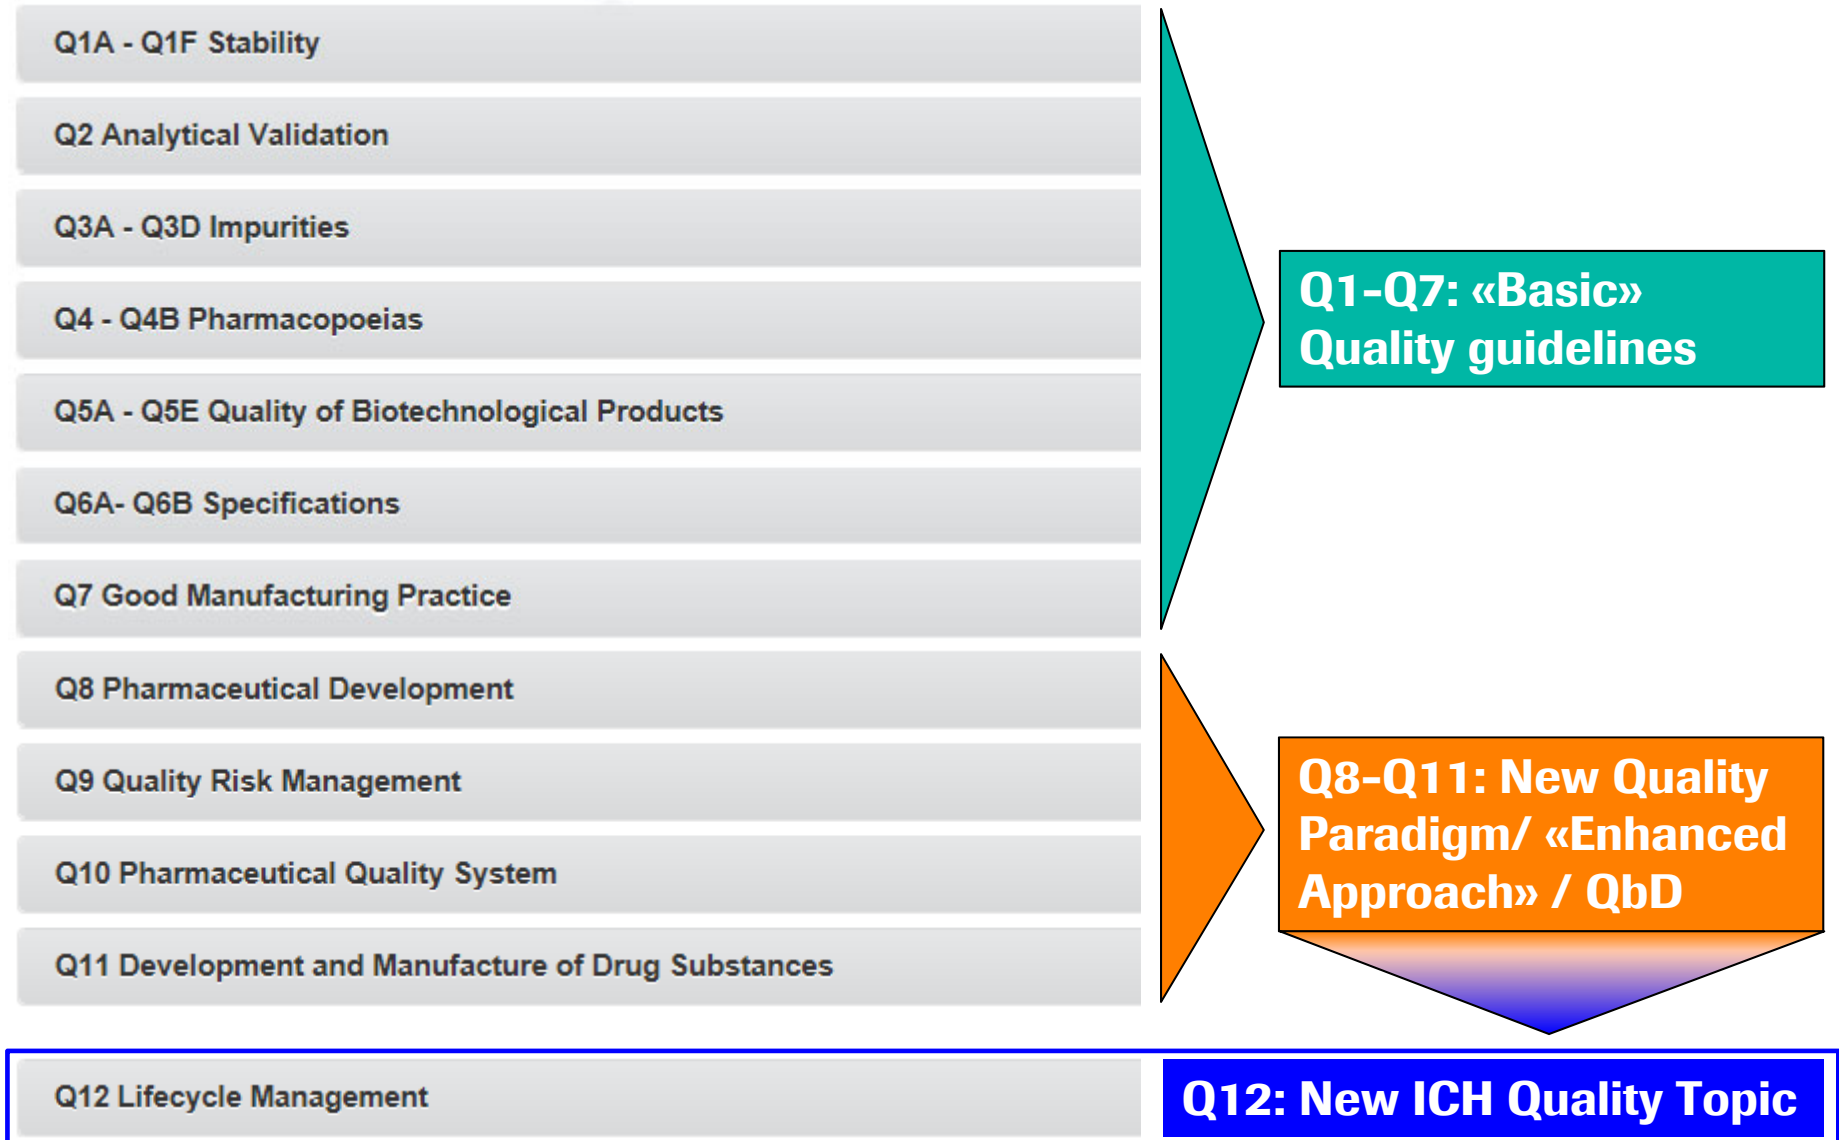 Q1A - Q1F Stability
Q2 Analytical Validation
Q3A - Q3D Impurities
Q4 - Q4B Pharmacopoeias
Q5A - Q5E Quality of Biotechnological Products
Q6A- Q6B Specifications
Q7 Good Manufacturing Practice
Q1-Q7: «Basic»
Quality guidelines
Q8 Pharmaceutical Development
Q9 Quality Risk Management
Q10 Pharmaceutical Quality System
Q11 Development and Manufacture of Drug Substances
Q8-Q11: New Quality
Paradigm/ «Enhanced
Approach» / QbD
Q12 Lifecycle Management
Q12: New ICH Quality Topic